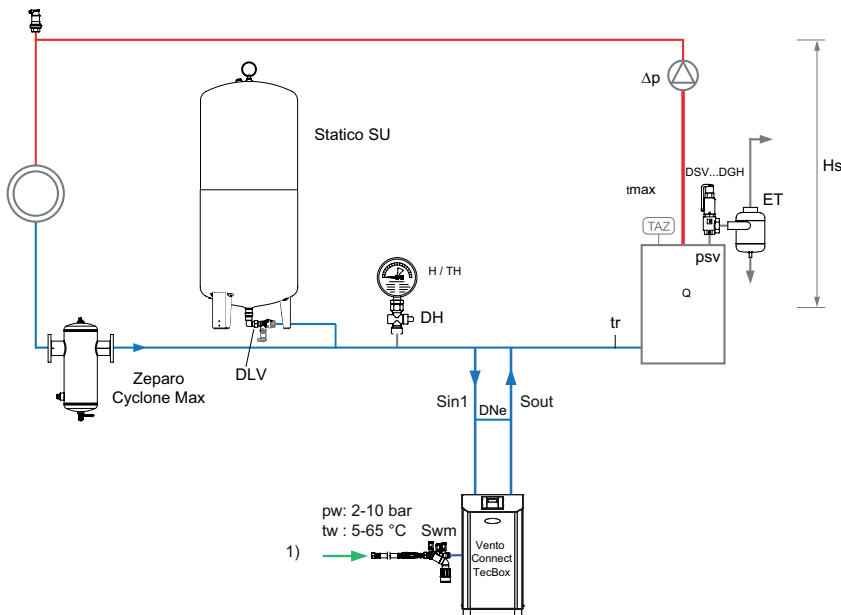 Δp
Statico SU
Hs
DSV...DGH
tmax
ET
TAZ
psv
H / TH
Q
DH
tr
DLV
Zeparo
Cyclone Max
Sin1
DNe
Sout
pw: 2-10 bar
tw : 5-65 °C
Swm
1)
Vento
Connect
TecBox